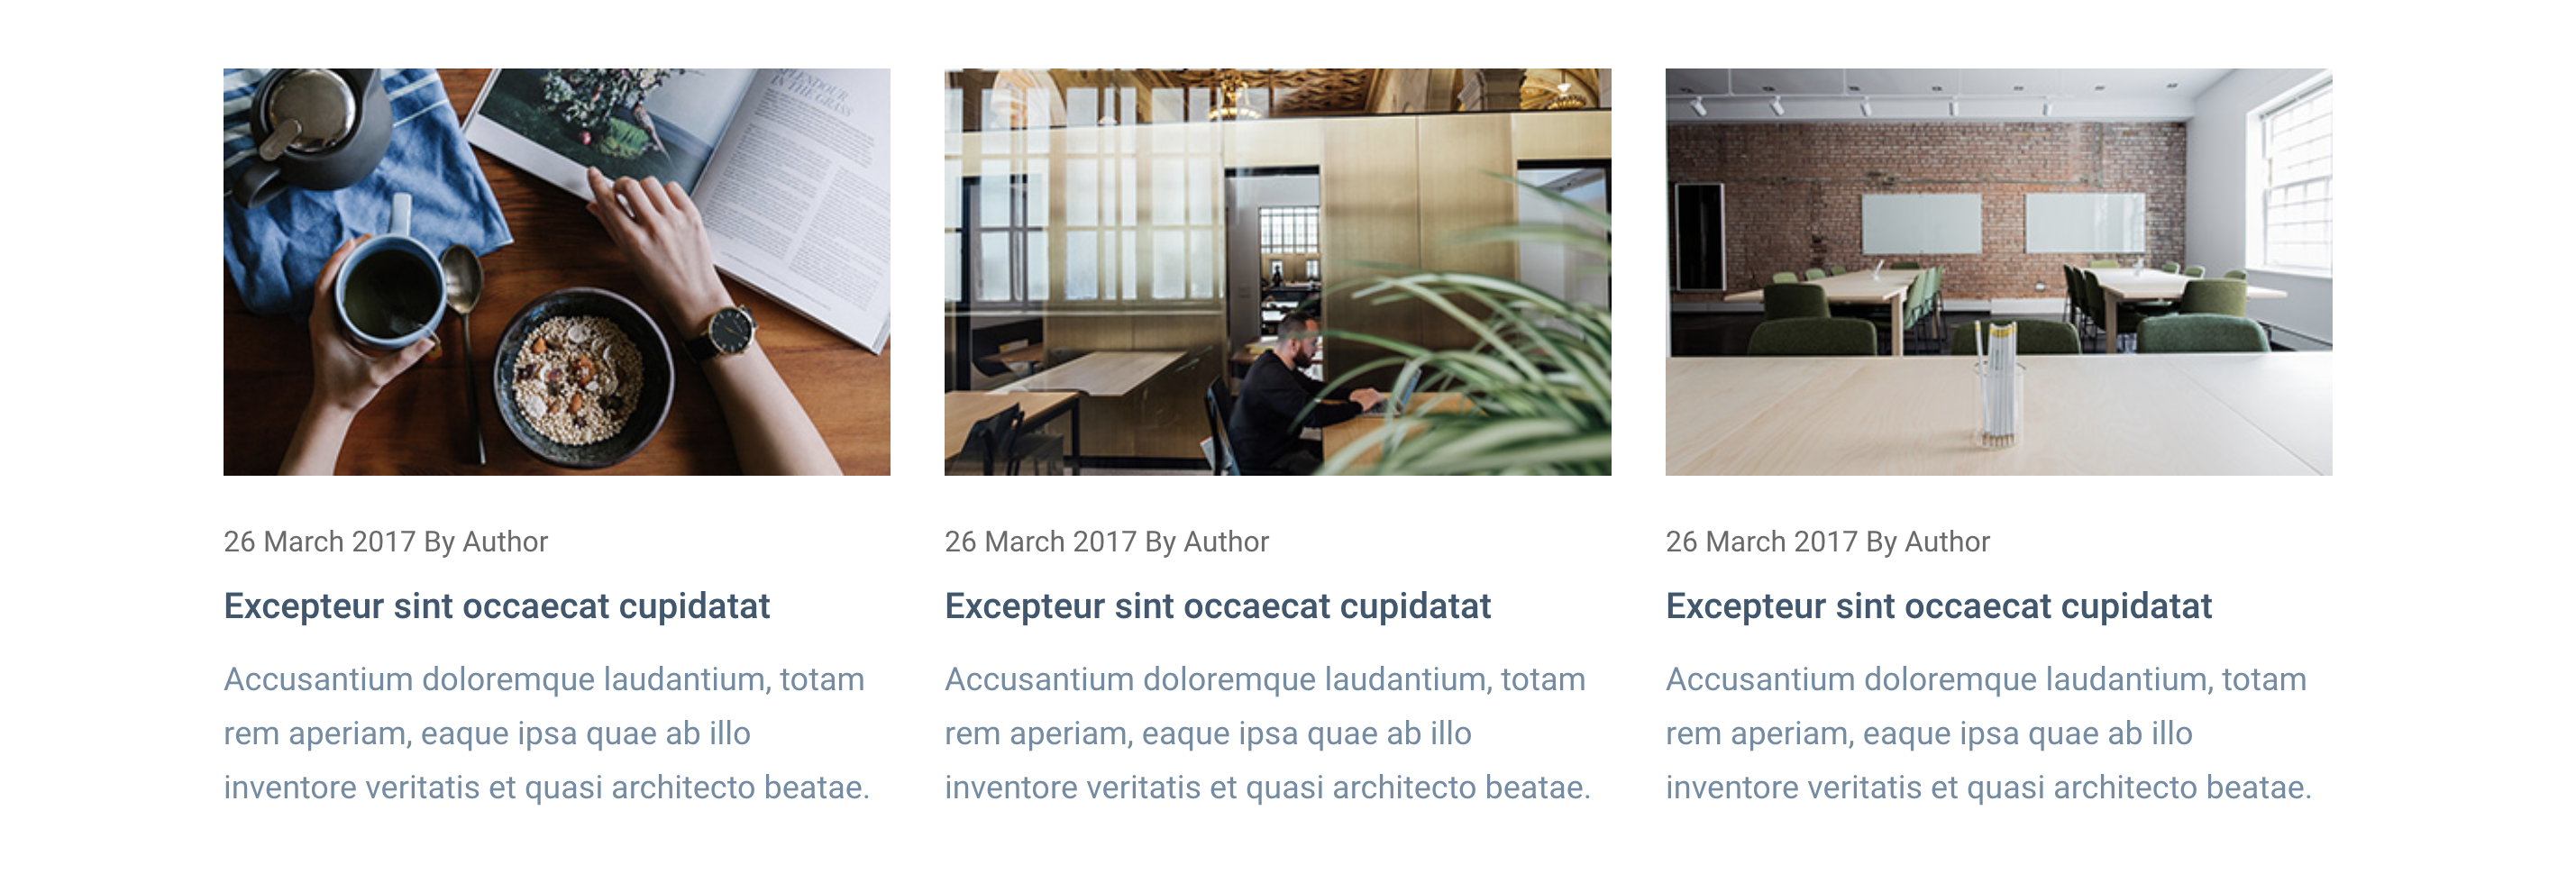 SPLENDOUR
IN THE GRASS
26 March 2017 By Author
Excepteur sint occaecat cupidatat
Accusantium doloremque laudantium, totam
rem aperiam, eaque ipsa quae ab illo
inventore veritatis et quasi architecto beatae.
26 March 2017 By Author
Excepteur sint occaecat cupidatat
Accusantium doloremque laudantium, totam
rem aperiam, eaque ipsa quae ab illo
inventore veritatis et quasi architecto beatae.
26 March 2017 By Author
Excepteur sint occaecat cupidatat
Accusantium doloremque laudantium, totam
rem aperiam, eaque ipsa quae ab illo
inventore veritatis et quasi architecto beatae.